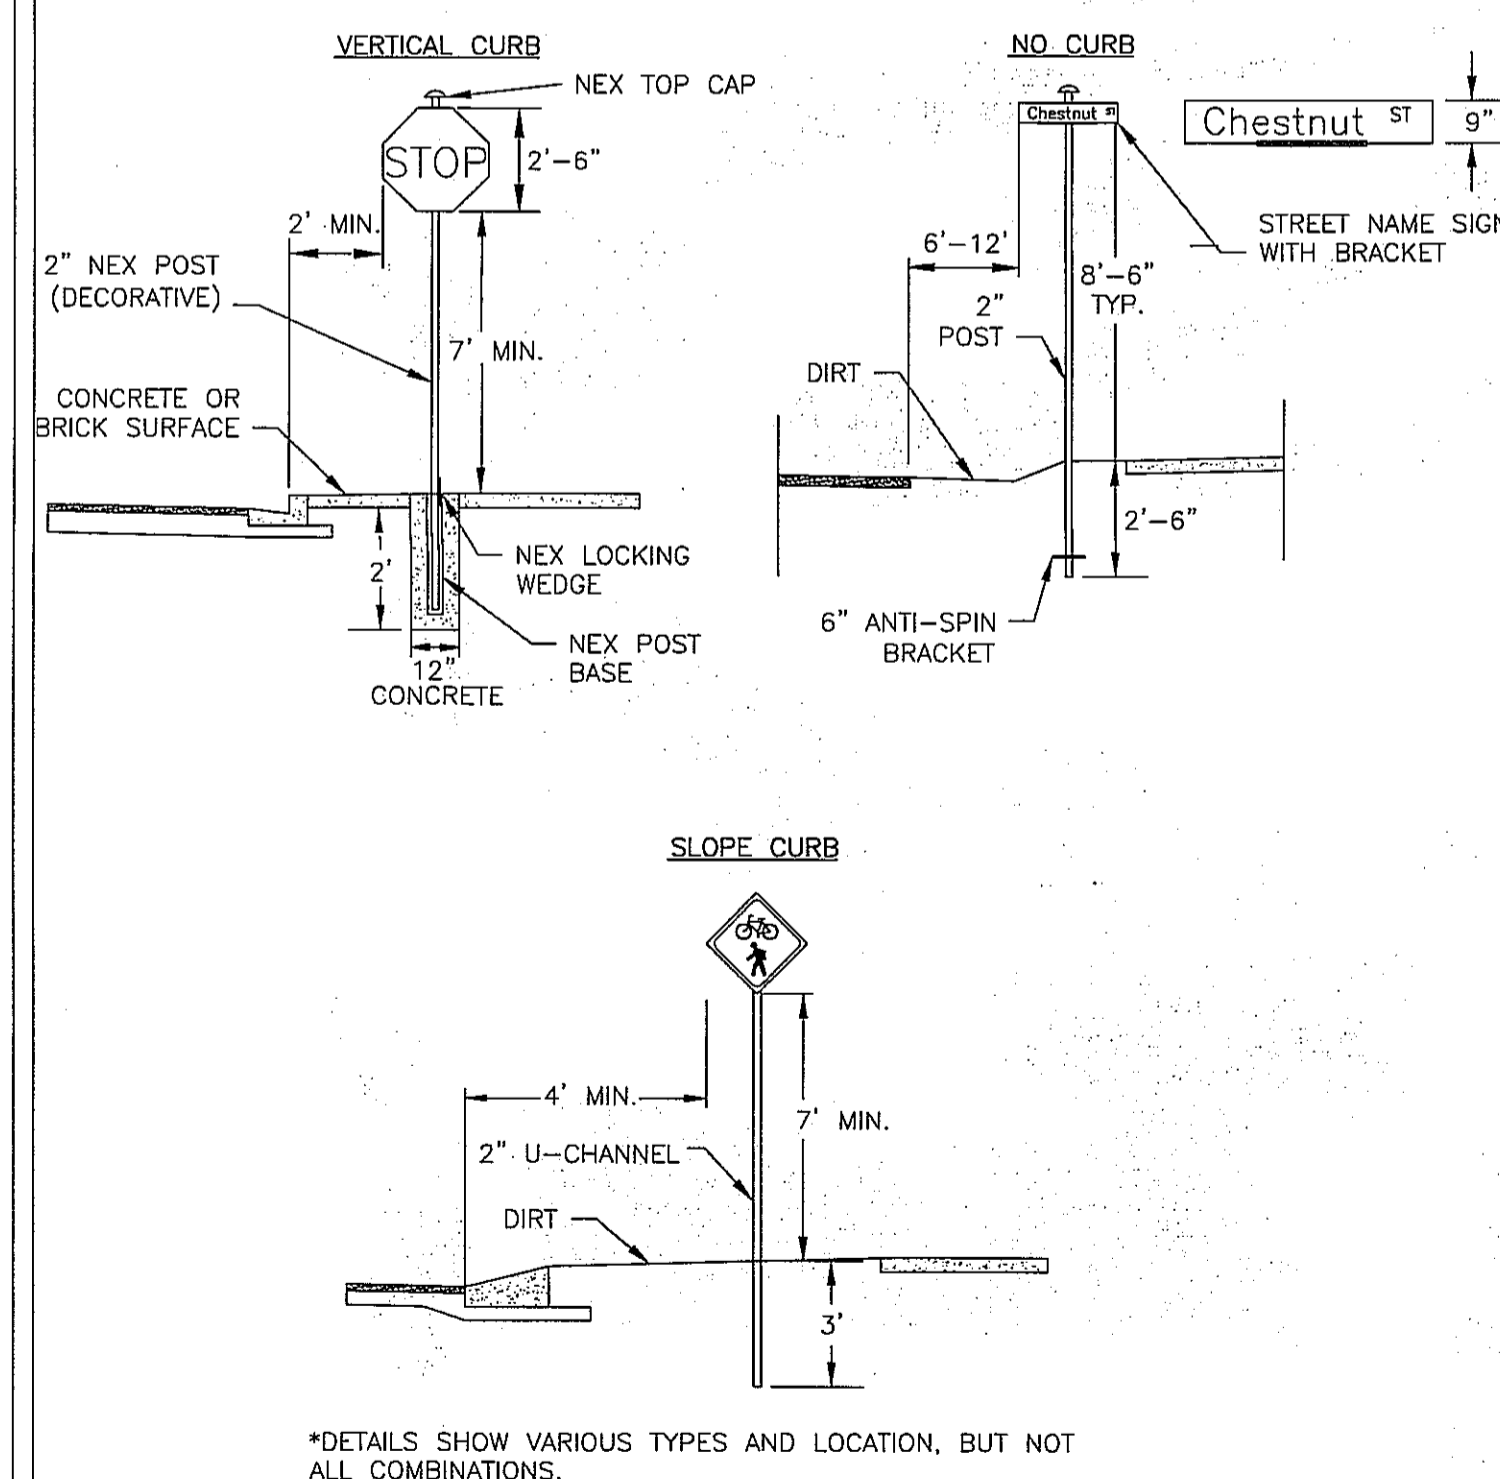 VERTICAL CURB
NEX TOP CAP
STOP
2'-6"
2' MIN.
2" NEX POST
(DECORATIVE)
7' MIN.
CONCRETE OR
BRICK SURFACE
2'
NEX LOCKING
WEDGE
NEX POST
BASE
12"
CONCRETE
NO CURB
Chestnut ST
Chestnut ST
9"
STREET NAME SIGN
WITH BRACKET
6'-12'
8'-6"
TYP.
2"
POST
DIRT
2'-6"
6" ANTI-SPIN
BRACKET
SLOPE CURB
4' MIN.
7' MIN.
2" U-CHANNEL
DIRT
3'
*DETAILS SHOW VARIOUS TYPES AND LOCATION, BUT NOT
ALL COMBINATIONS.